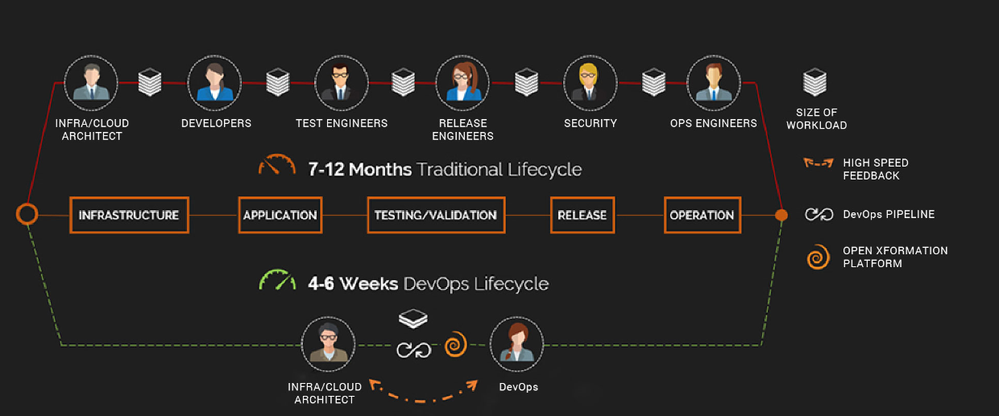 INFRA/CLOUD
ARCHITECT
DEVELOPERS
TEST ENGINEERS
RELEASE
ENGINEERS
SECURITY
OPS ENGINEERS
SIZE OF
WORKLOAD
7-12 Months Traditional Lifecycle
HIGH SPEED
FEEDBACK
INFRASTRUCTURE
APPLICATION
TESTING/VALIDATION
RELEASE
OPERATION
DevOps PIPELINE
OPEN XFORMATION
PLATFORM
4-6 Weeks DevOps Lifecycle
INFRA/CLOUD
ARCHITECT
DevOps